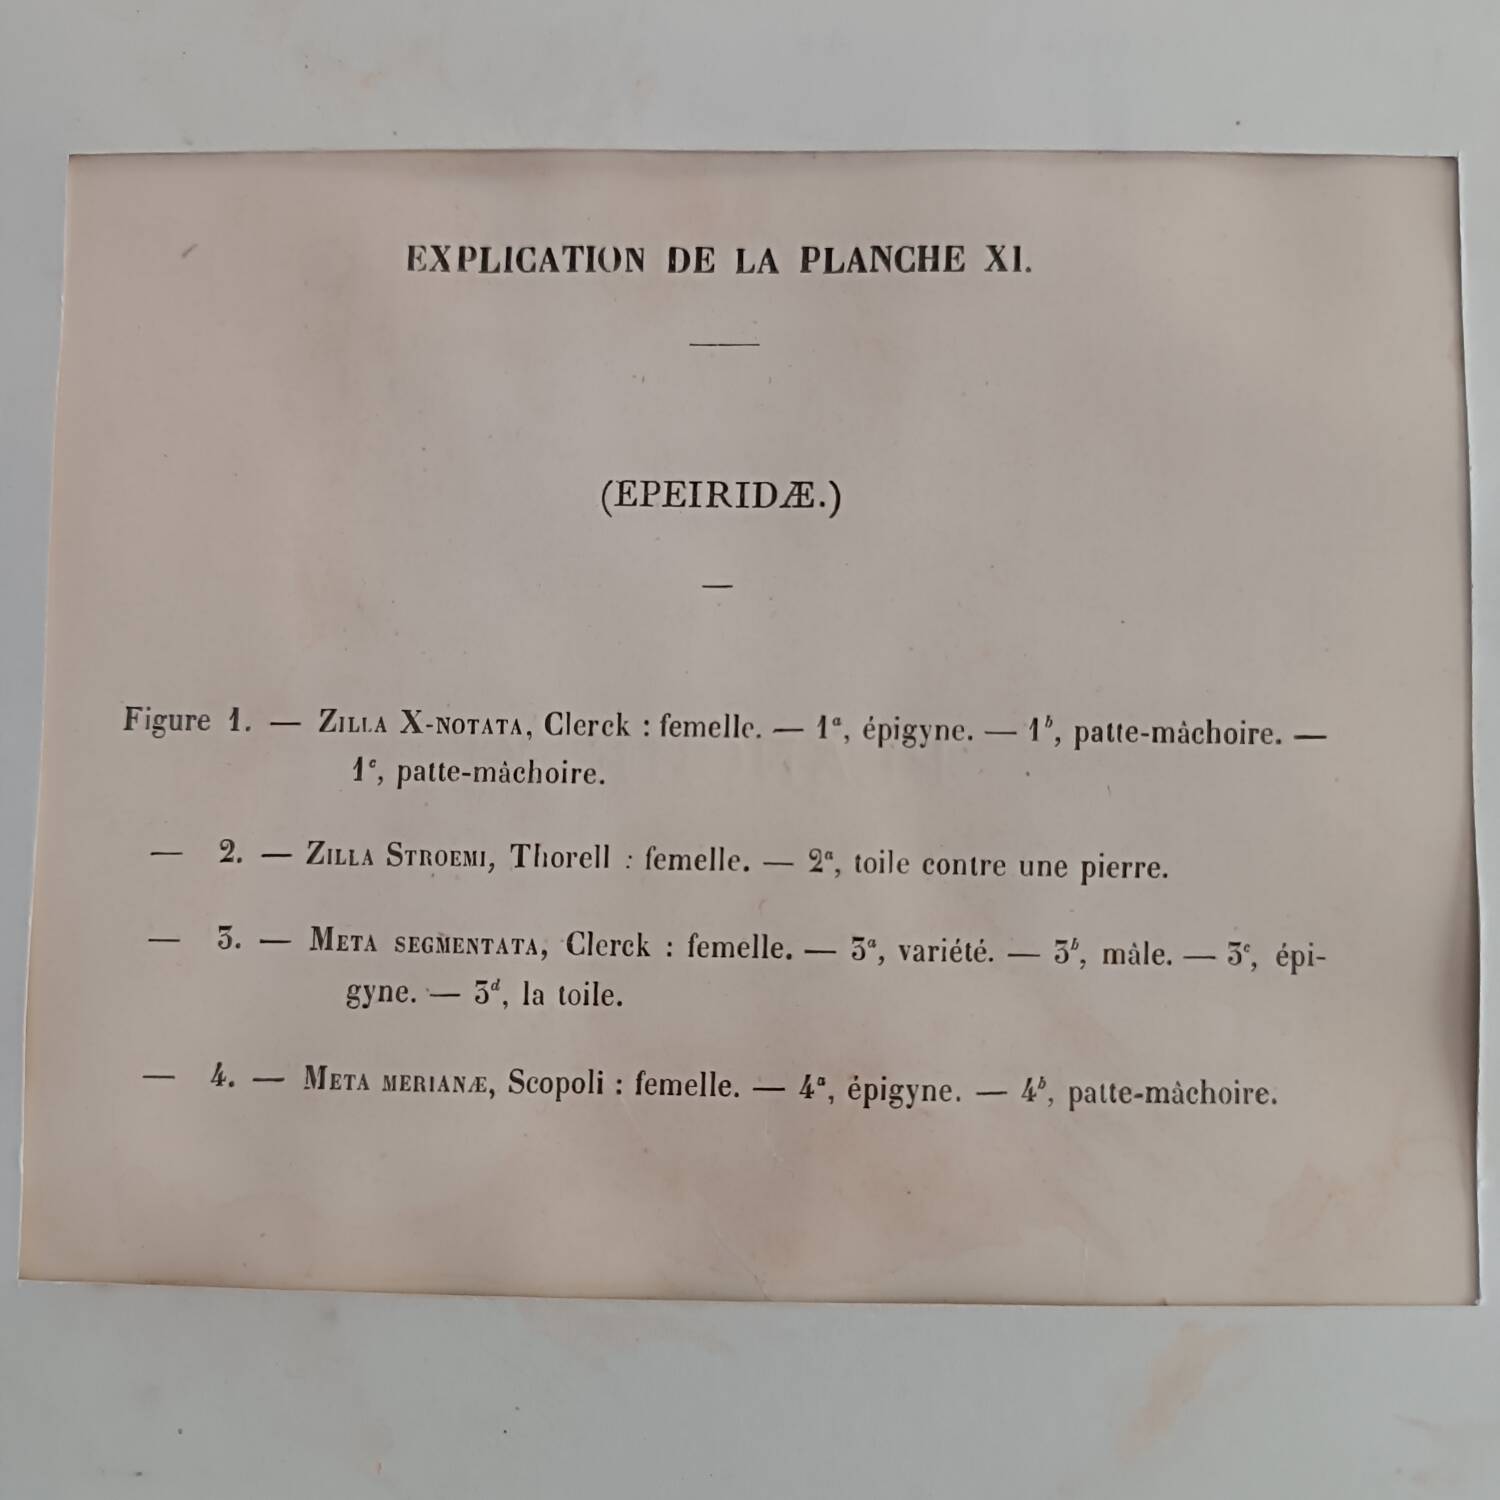 EXPLICATION DE LA PLANCHE XI.
(EPEIRIDÆ.)
Figure 1. — Zilla X-notata, Clerck : femelle. — 1ᵃ, épigyne. — 1ᵇ, patte-mâchoire. —
1ᶜ, patte-mâchoire.
— 2. — Zilla Stroemi, Thorell : femelle. — 2ᵃ, toile contre une pierre.
— 3. — Meta segmentata, Clerck : femelle. — 3ᵃ, variété. — 3ᵇ, mâle. — 3ᶜ, épi-
gyne. — 3ᵈ, la toile.
— 4. — Meta merianæ, Scopoli : femelle. — 4ᵃ, épigyne. — 4ᵇ, patte-mâchoire.